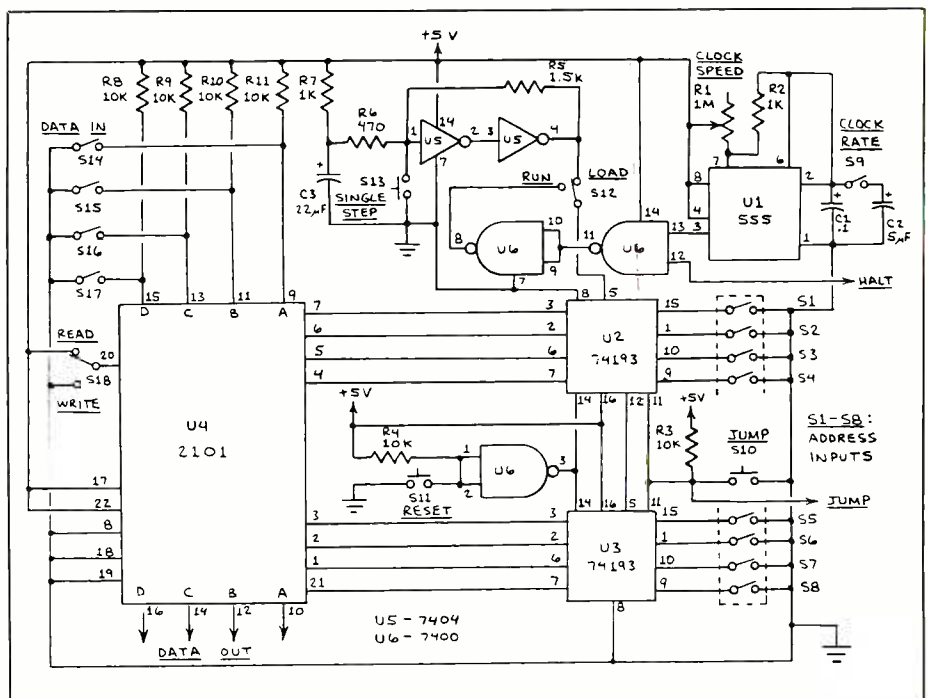 +5 V
R8
10K
R9
10K
R10
10K
R11
10K
R7
1K
R5
1.5K
CLOCK
SPEED
R1
1M
R2
1K
DATA IN
S14
R6
470
1
14
U5
2
3
U5
4
7
CLOCK
RATE
S9
7
6
S15
+
C3
22µF
S13
SINGLE
STEP
RUN
LOAD
S12
8
4
3
U1
555
2
1
+
C1
.1
+
C2
5µF
S16
8
U6
10
9
7
11
U6
14
13
12
HALT
S17
15
13
11
9
D
C
B
A
7
6
5
4
3
2
6
7
8
5
U2
74193
15
1
10
9
S1
S2
S3
S4
READ
20
S18
WRITE
14
16
12
11
U4
2101
+5V
R4
10K
1
2
U6
3
S11
RESET
+5V
R3
10K
JUMP
S10
S1-S8:
ADDRESS
INPUTS
JUMP
17
22
8
18
19
3
2
1
21
3
2
6
7
14
16
5
11
U3
74193
8
15
1
10
9
S5
S6
S7
S8
D
C
B
A
16
14
12
10
DATA OUT
U5 - 7404
U6 - 7400